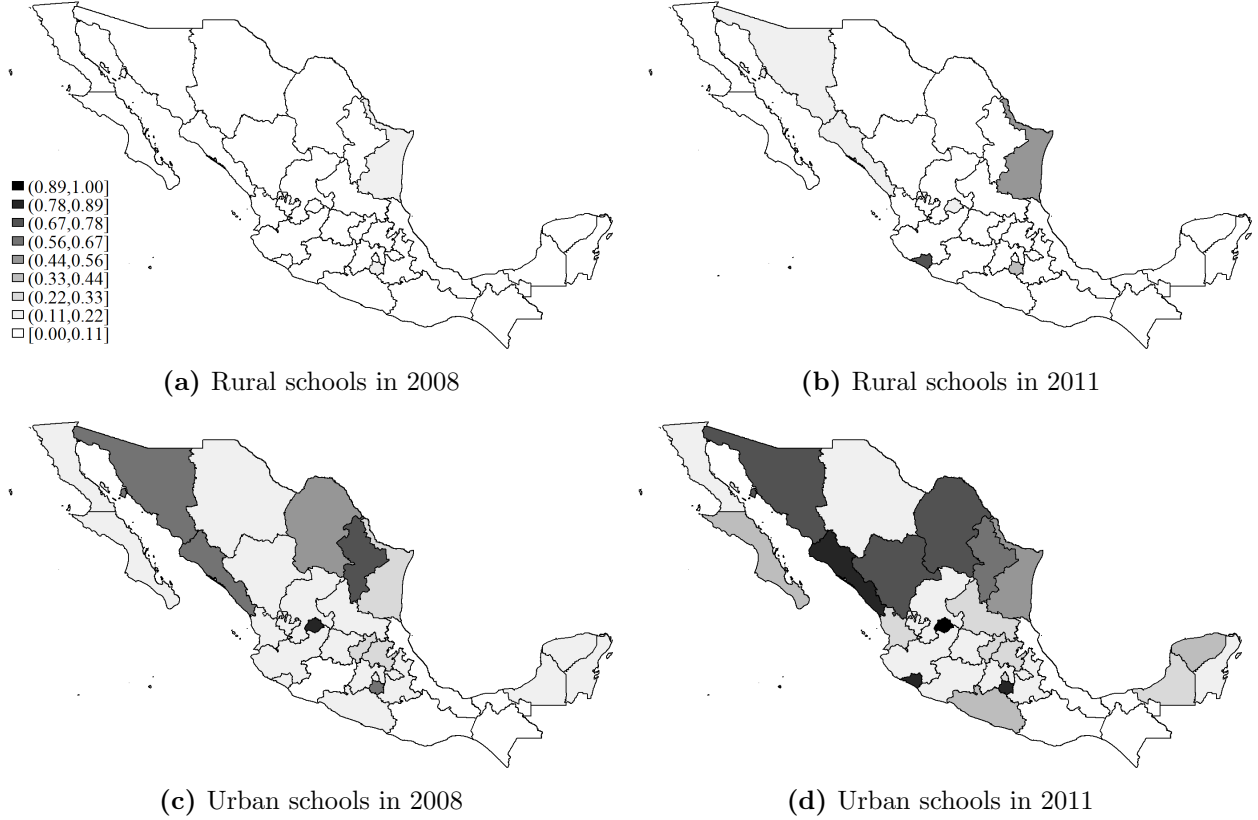 (0.89,1.00]
(0.78,0.89]
(0.67,0.78]
(0.56,0.67]
(0.44,0.56]
(0.33,0.44]
(0.22,0.33]
(0.11,0.22]
[0.00,0.11]
(a) Rural schools in 2008
(b) Rural schools in 2011
(c) Urban schools in 2008
(d) Urban schools in 2011